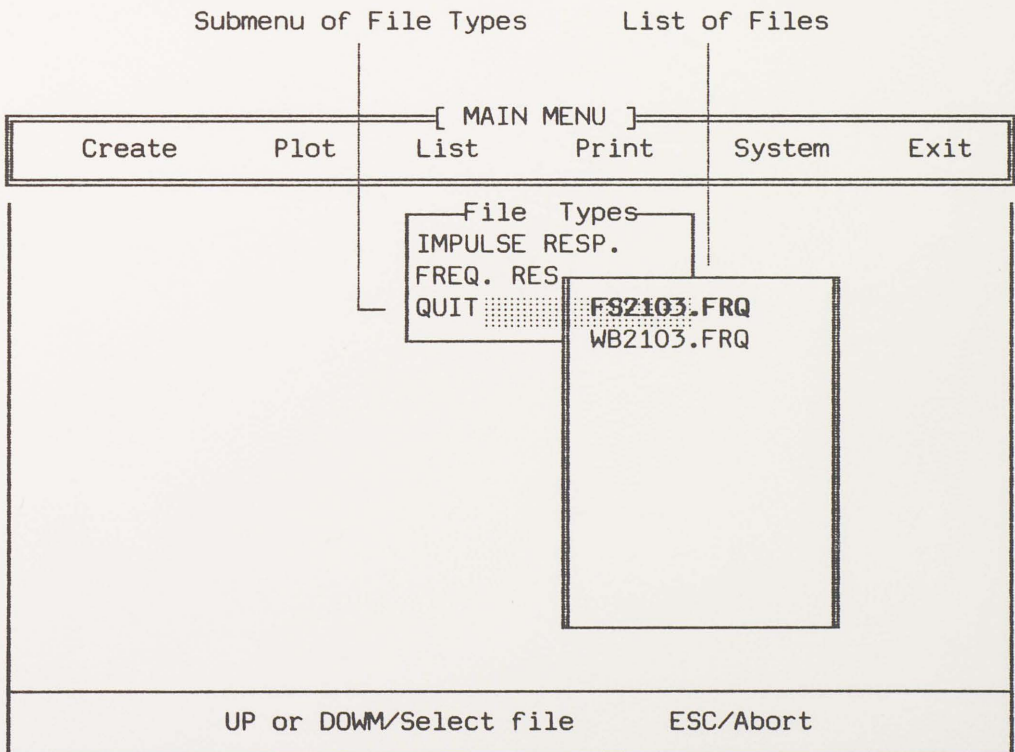 Submenu of File Types List of Files
[ MAIN MENU ]
Create Plot List Print System Exit
File Types
IMPULSE RESP.
FREQ. RES
QUIT
FS2103.FRQ
WB2103.FRQ
UP or DOWM/Select file ESC/Abort